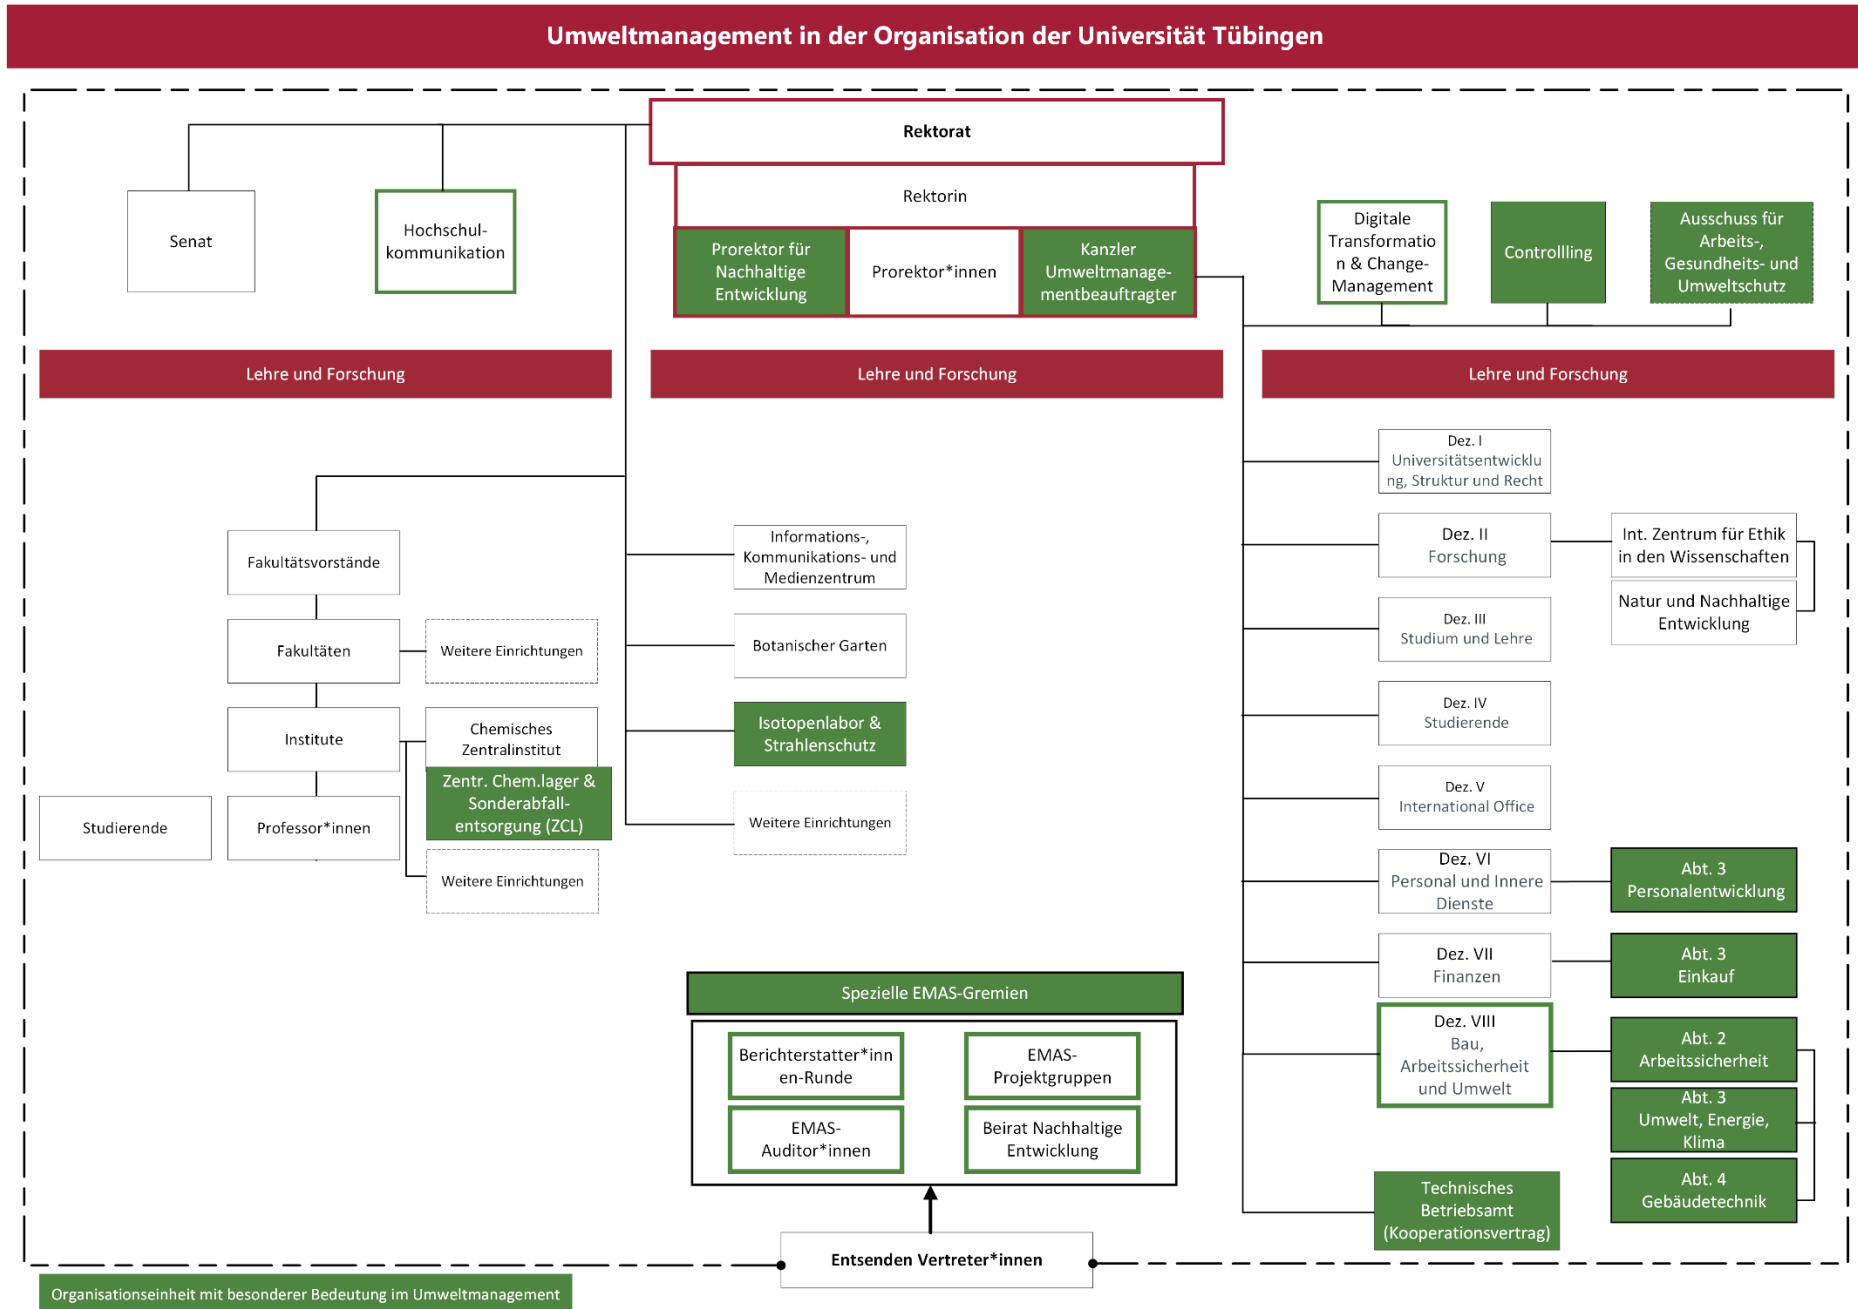 Umweltmanagement in der Organisation der Universität Tübingen
Rektorat
Rektorin
Prorektor für
Nachhaltige
Entwicklung
Prorektor*innen
Kanzler
Umweltmanage-
mentbeauftragter
Senat
Hochschul-
kommunikation
Digitale
Transformatio
n & Change-
Management
Controllling
Ausschuss für
Arbeits-,
Gesundheits- und
Umweltschutz
Lehre und Forschung
Lehre und Forschung
Lehre und Forschung
Fakultätsvorstände
Fakultäten
Weitere Einrichtungen
Institute
Chemisches
Zentralinstitut
Zentr. Chem.lager &
Sonderabfall-
entsorgung (ZCL)
Studierende
Professor*innen
Weitere Einrichtungen
Informations-,
Kommunikations- und
Medienzentrum
Botanischer Garten
Isotopenlabor &
Strahlenschutz
Weitere Einrichtungen
Dez. I
Universitätsentwicklu
ng, Struktur und Recht
Dez. II
Forschung
Int. Zentrum für Ethik
in den Wissenschaften
Natur und Nachhaltige
Entwicklung
Dez. III
Studium und Lehre
Dez. IV
Studierende
Dez. V
International Office
Dez. VI
Personal und Innere
Dienste
Abt. 3
Personalentwicklung
Dez. VII
Finanzen
Abt. 3
Einkauf
Dez. VIII
Bau,
Arbeitssicherheit
und Umwelt
Abt. 2
Arbeitssicherheit
Abt. 3
Umwelt, Energie,
Klima
Abt. 4
Gebäudetechnik
Technisches
Betriebsamt
(Kooperationsvertrag)
Spezielle EMAS-Gremien
Berichterstatter*inn
en-Runde
EMAS-
Projektgruppen
EMAS-
Auditor*innen
Beirat Nachhaltige
Entwicklung
Entsenden Vertreter*innen
Organisationseinheit mit besonderer Bedeutung im Umweltmanagement